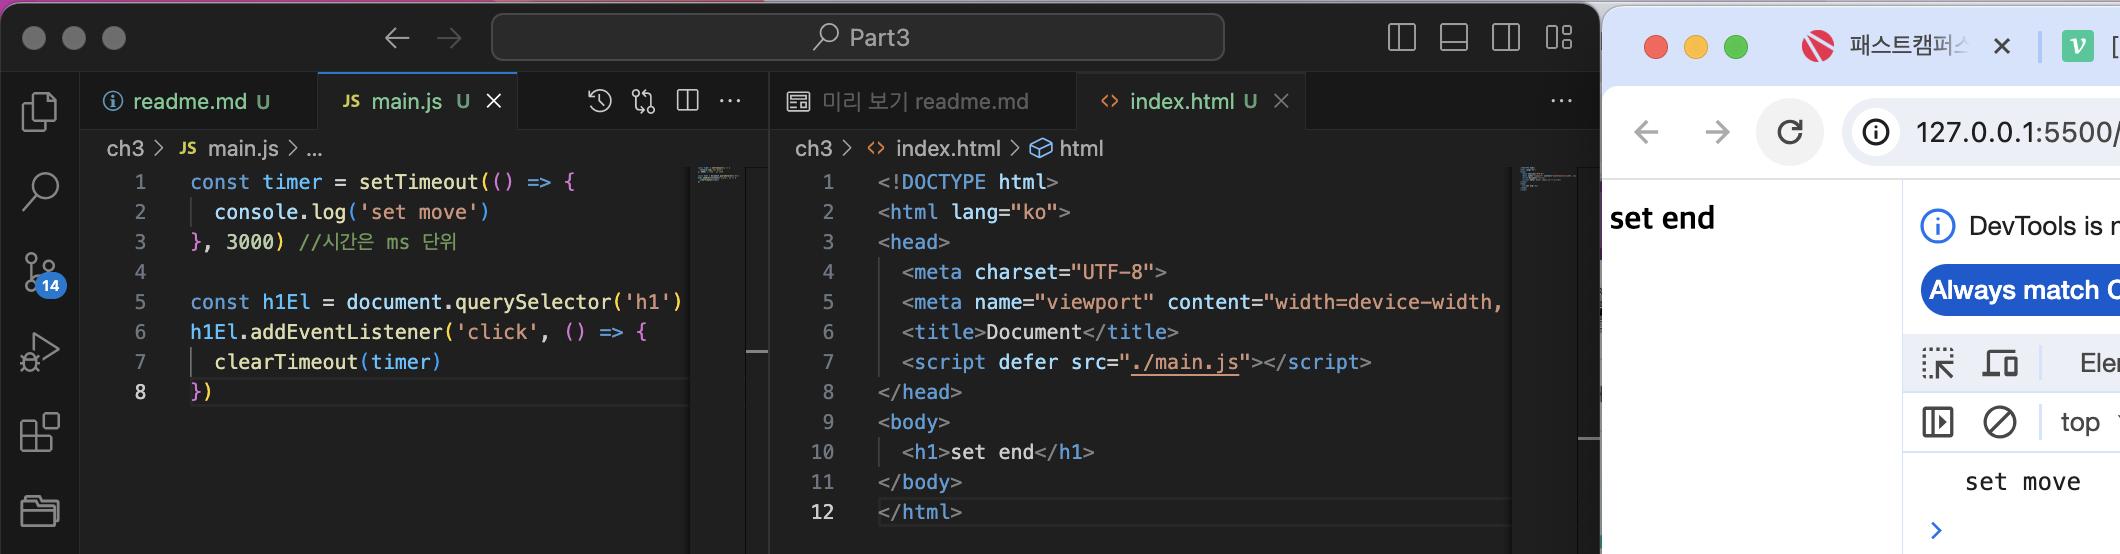 Part3
readme.md U
JS main.js U
미리 보기 readme.md
index.html U
ch3 > JS main.js > ...
ch3 > index.html > html
1 const timer = setTimeout(() => {
2 console.log('set move')
3 }, 3000) //시간은 ms 단위
4
5 const h1El = document.querySelector('h1')
6 h1El.addEventListener('click', () => {
7 clearTimeout(timer)
8 })
14
1 <!DOCTYPE html>
2 <html lang="ko">
3 <head>
4 <meta charset="UTF-8">
5 <meta name="viewport" content="width=device-width,
6 <title>Document</title>
7 <script defer src="./main.js"></script>
8 </head>
9 <body>
10 <h1>set end</h1>
11 </body>
12 </html>
패스트캠퍼스
v [
127.0.0.1:5500/
set end
DevTools is
Always match
top
set move